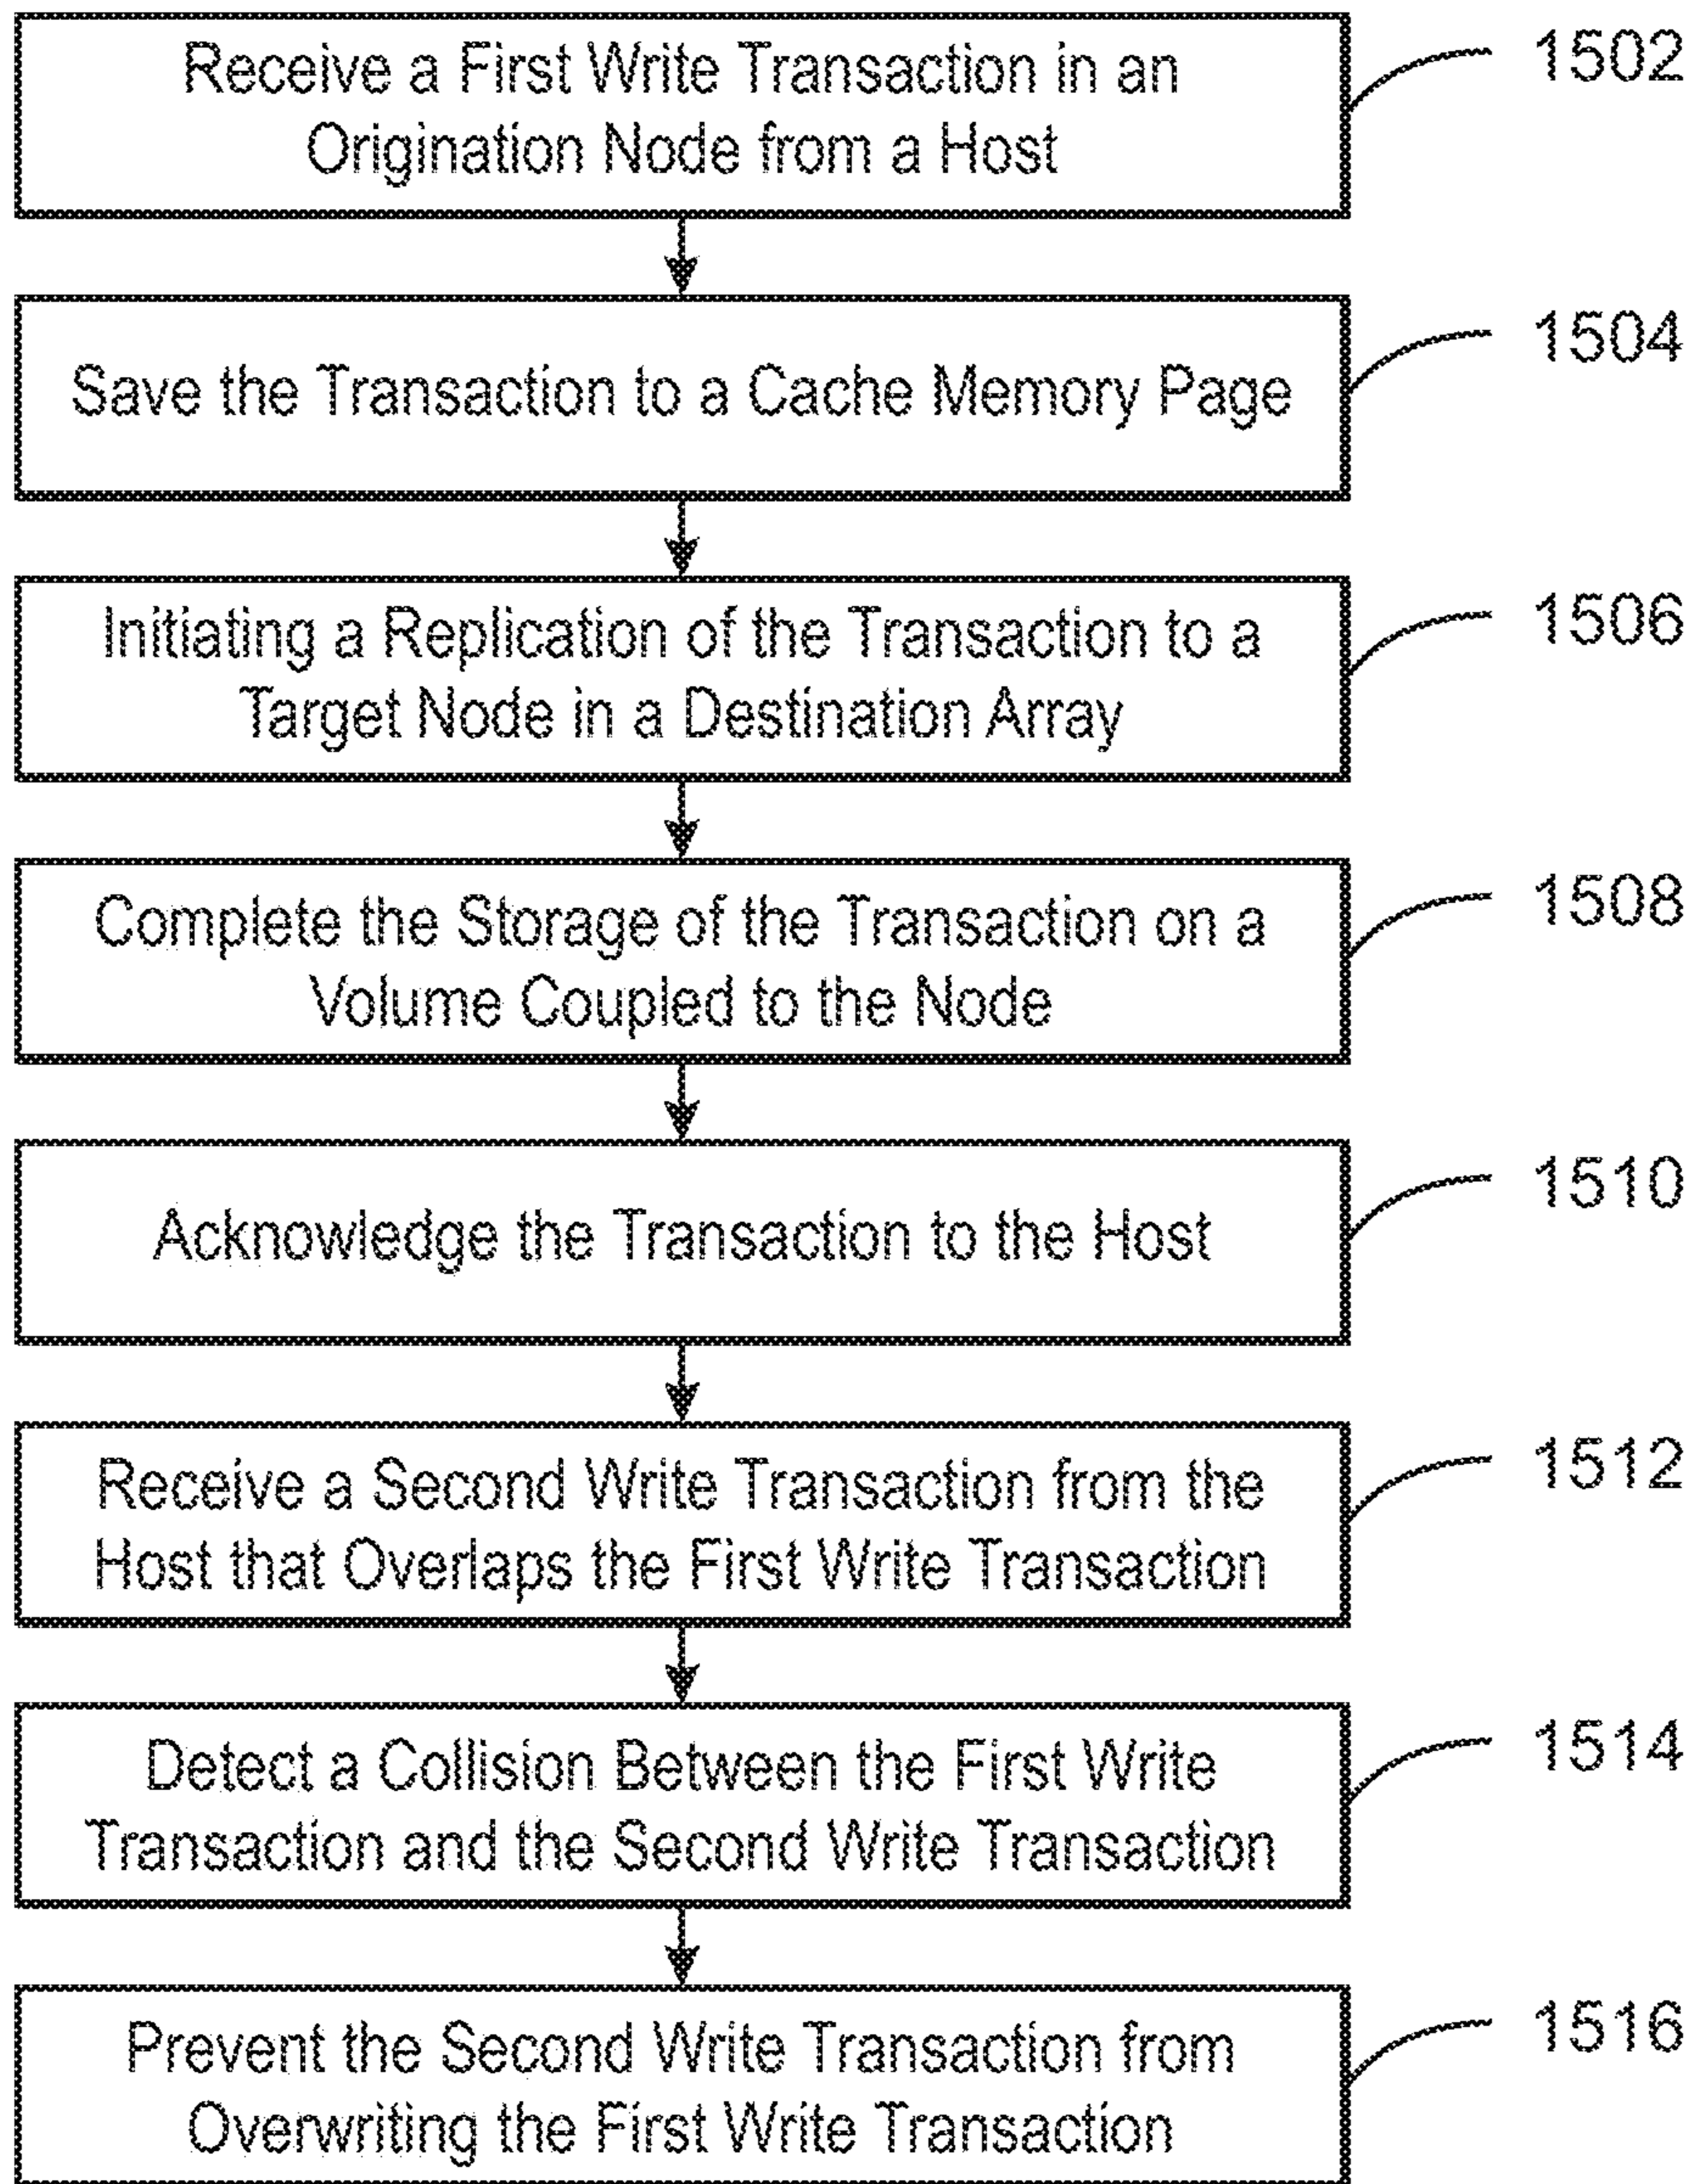 Receive a First Write Transaction in an
Origination Node from a Host
1502
Save the Transaction to a Cache Memory Page
1504
Initiating a Replication of the Transaction to a
Target Node in a Destination Array
1506
Complete the Storage of the Transaction on a
Volume Coupled to the Node
1508
Acknowledge the Transaction to the Host
1510
Receive a Second Write Transaction from the
Host that Overlaps the First Write Transaction
1512
Detect a Collision Between the First Write
Transaction and the Second Write Transaction
1514
Prevent the Second Write Transaction from
Overwriting the First Write Transaction
1516